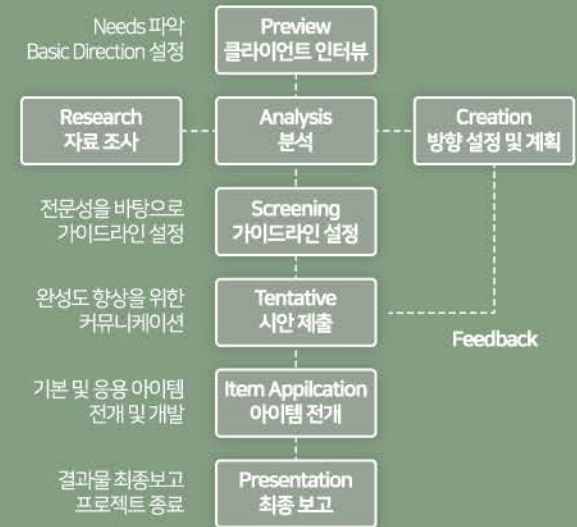 Needs 파악
Basic Direction 설정
Preview
클라이언트 인터뷰
Research
자료 조사
Analysis
분석
Creation
방향 설정 및 계획
전문성을 바탕으로
가이드라인 설정
Screening
가이드라인 설정
완성도 향상을 위한
커뮤니케이션
Tentative
시안 제출
Feedback
기본 및 응용 아이템
전개 및 개발
Item Appilcation
아이템 전개
결과물 최종보고
프로젝트 종료
Presentation
최종 보고